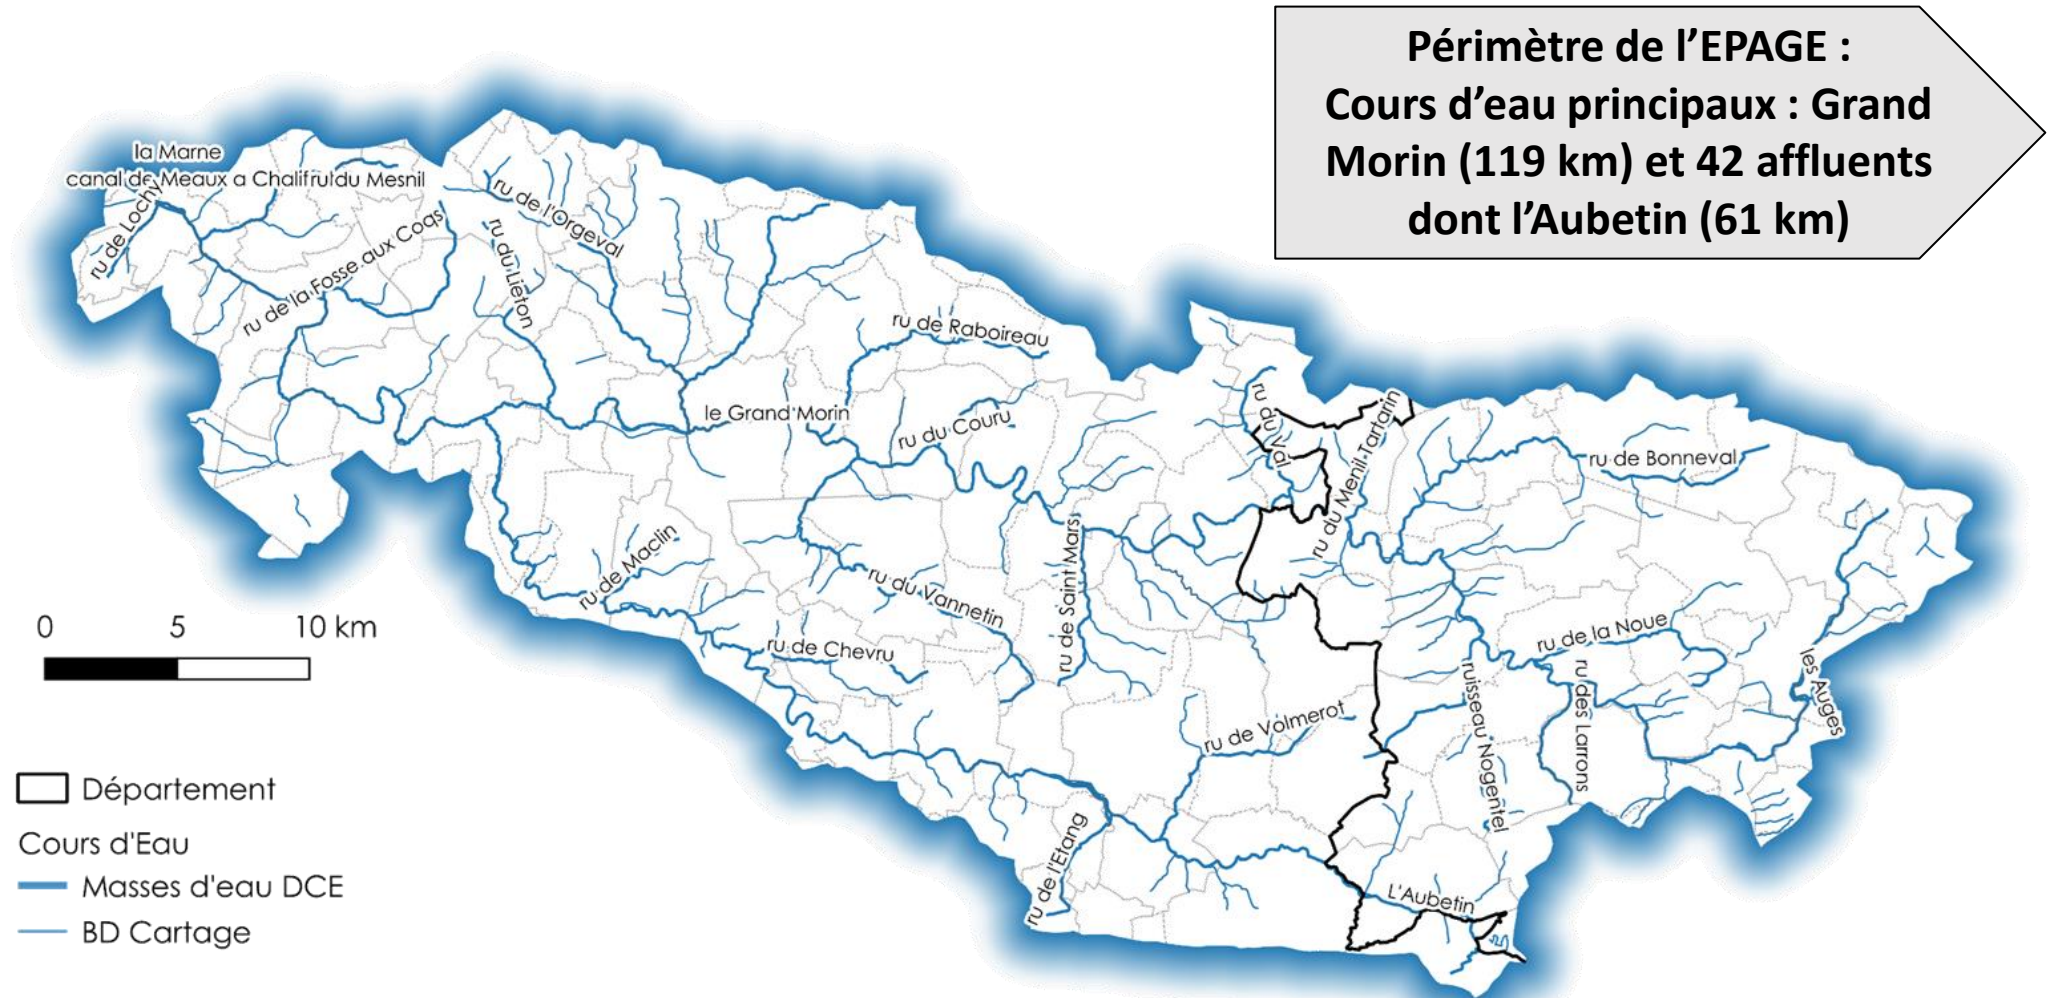 Périmètre de l'EPAGE :
Cours d'eau principaux : Grand
Morin (119 km) et 42 affluents
dont l'Aubetin (61 km)
la Marne
canal de Meaux a Chalifru du Mesnil
ru de Lochy
ru de la Fosse aux Coqs
ru du Lieton
ru de l'Orgeval
ru de Raboireau
le Grand Morin
ru du Couru
ru du Val
ru du Menil-Tartarin
ru de Bonneval
ru de Maclin
ru du Vannetin
ru de Saint Mars
ru de Chevru
ru de la Noue
ru des Larrons
les Auges
ruisseau Nogentel
ru de Volmerot
ru de l'Etang
L'Aubetin
0 5 10 km
Département
Cours d'Eau
Masses d'eau DCE
BD Cartage